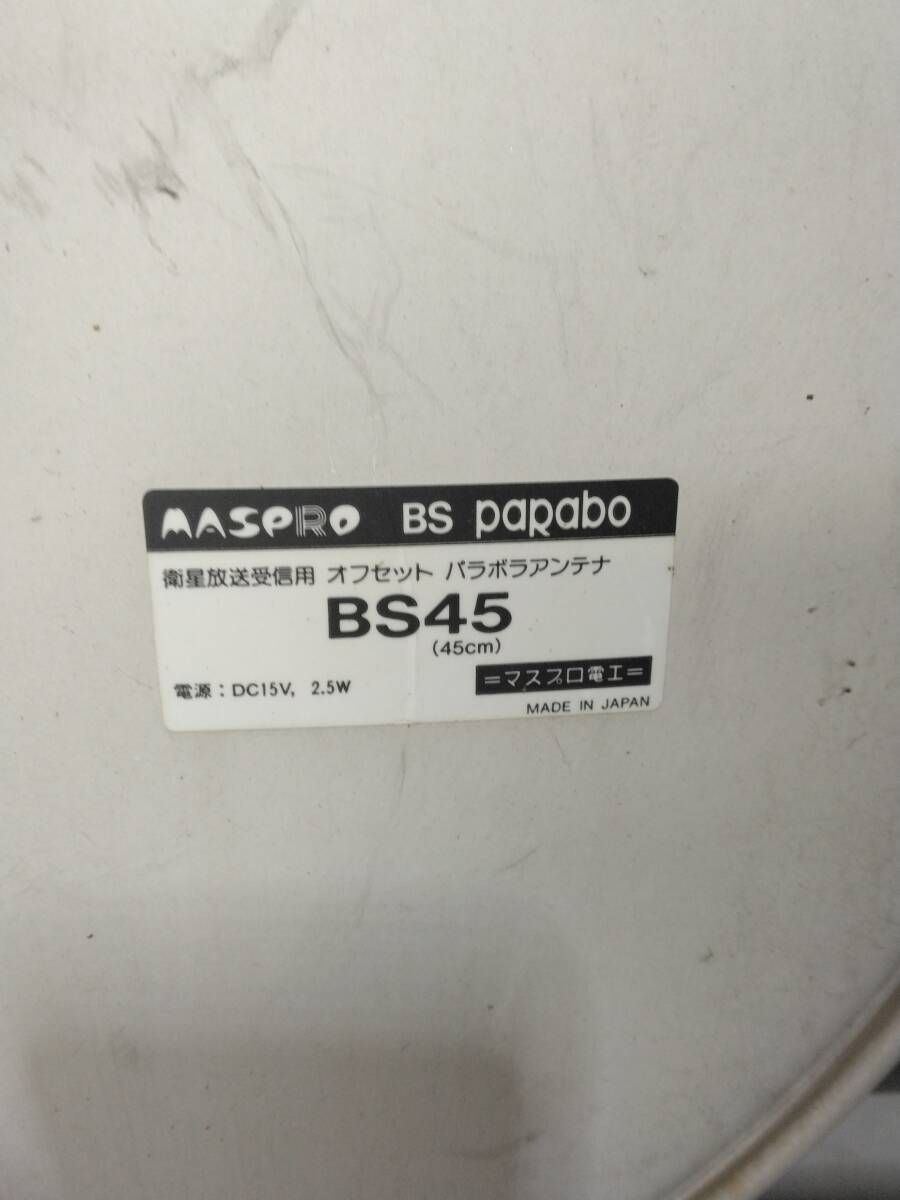 MASPRO BS parabo
衛星放送受信用 オフセット パラボラアンテナ
BS45
(45cm)
=マスプロ電工=
電源:DC15V, 2.5W
MADE IN JAPAN